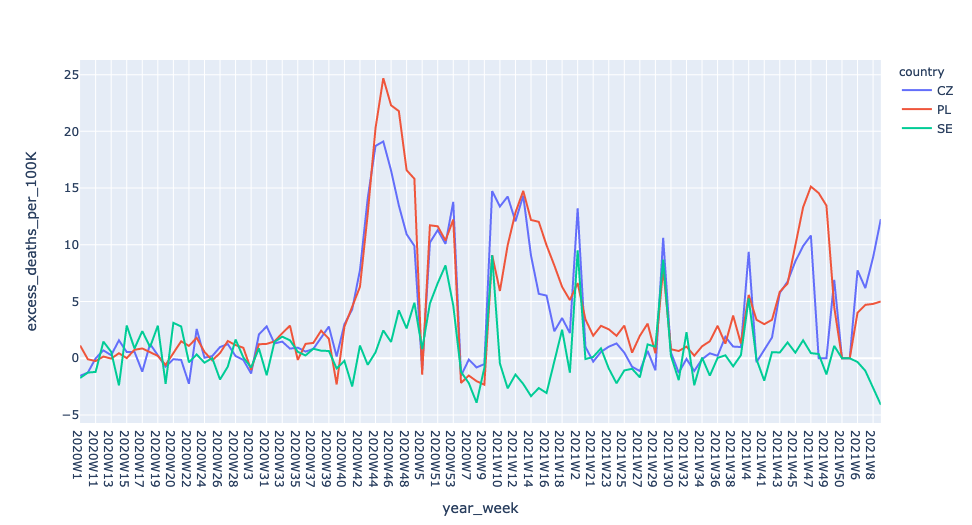 country
CZ
PL
SE
excess_deaths_per_100K
25
20
15
10
5
0
−5
2020W1
2020W11
2020W13
2020W15
2020W17
2020W19
2020W20
2020W22
2020W24
2020W26
2020W28
2020W3
2020W31
2020W33
2020W35
2020W37
2020W39
2020W40
2020W42
2020W44
2020W46
2020W48
2020W5
2020W51
2020W53
2020W7
2020W9
2021W10
2021W12
2021W14
2021W16
2021W18
2021W2
2021W21
2021W23
2021W25
2021W27
2021W29
2021W30
2021W32
2021W34
2021W36
2021W38
2021W4
2021W41
2021W43
2021W45
2021W47
2021W49
2021W50
2021W6
2021W8
year_week